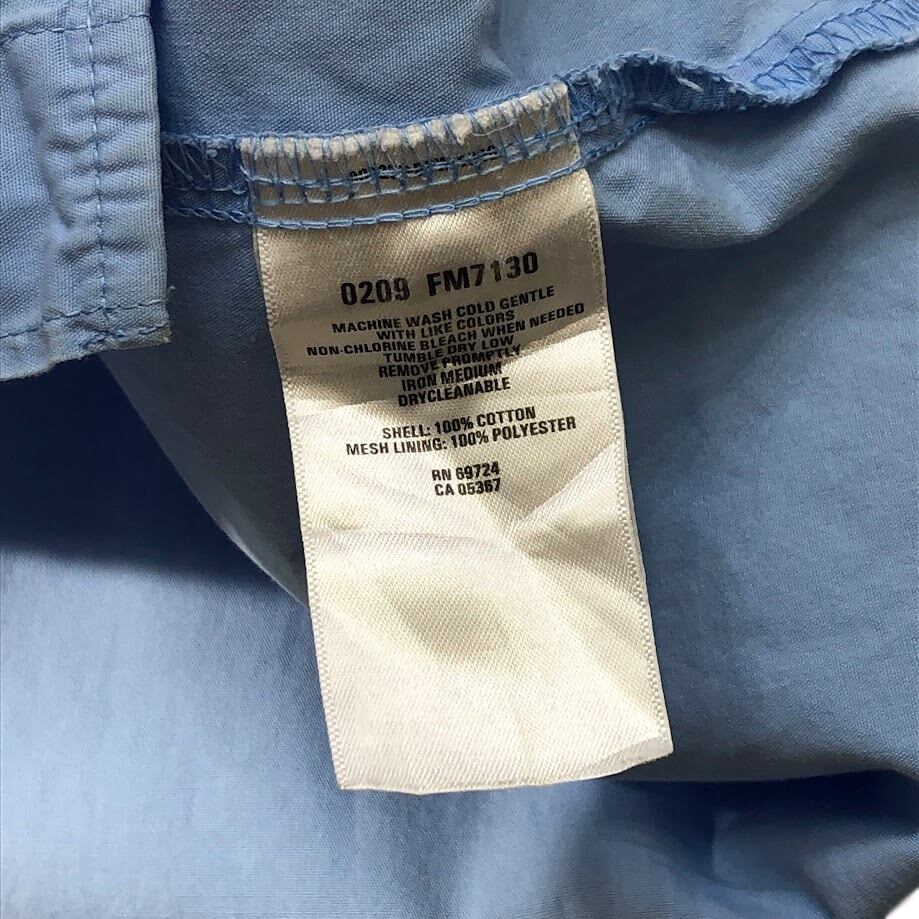 0209 FM7130
MACHINE WASH COLD GENTLE
WITH LIKE COLORS
NON-CHLORINE BLEACH WHEN NEEDED
TUMBLE DRY LOW
REMOVE PROMPTLY
IRON MEDIUM
DRYCLEANABLE
SHELL: 100% COTTON
MESH LINING: 100% POLYESTER
RN 69724
CA 05367